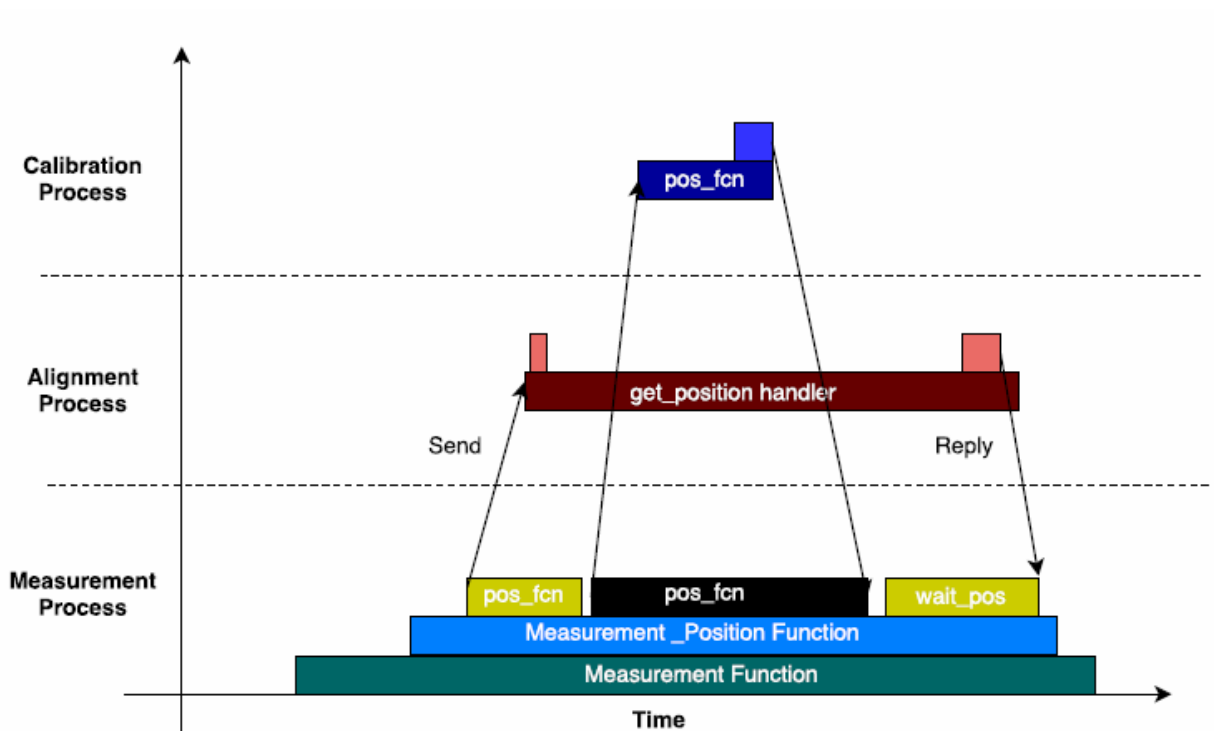 Calibration
Process
pos_fcn
Alignment
Process
get_position handler
Send
Reply
Measurement
Process
pos_fcn
pos_fcn
wait_pos
Measurement _Position Function
Measurement Function
Time